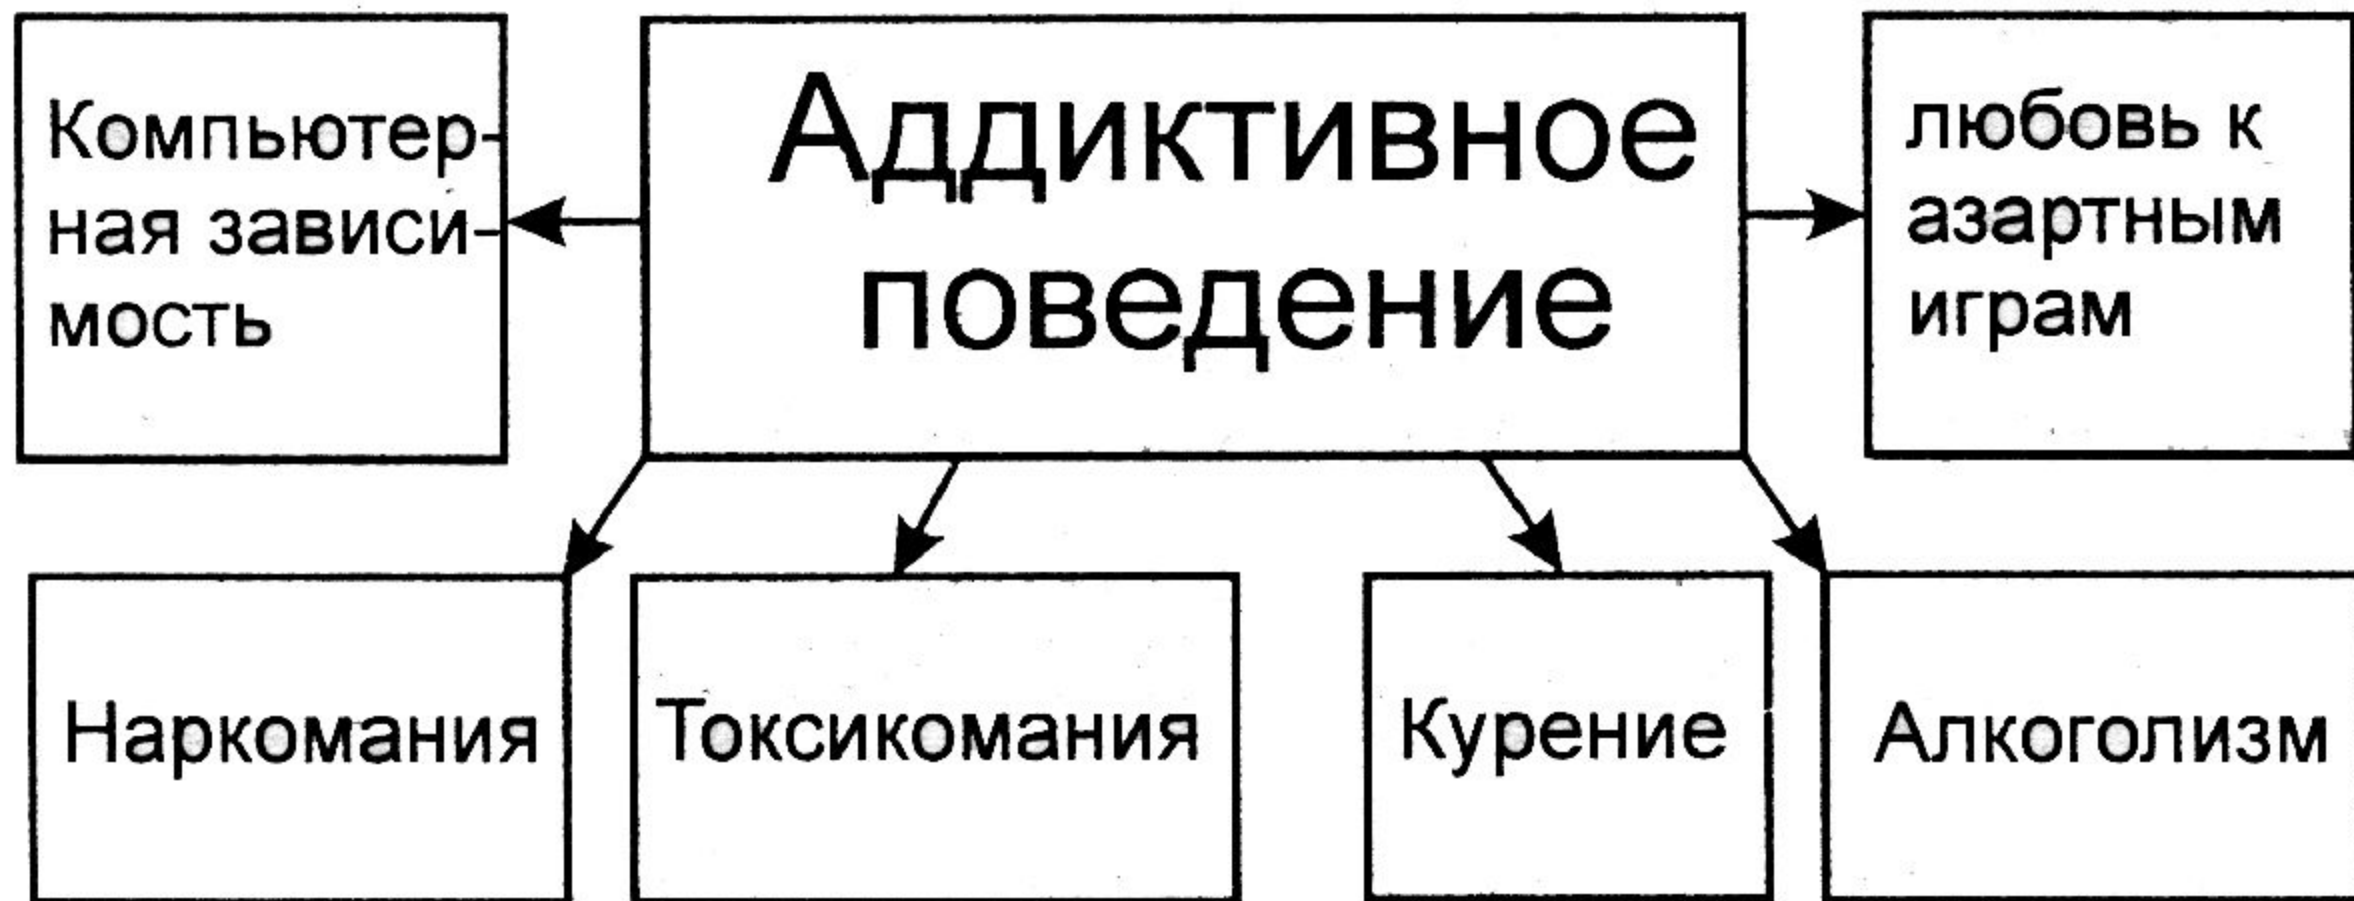 Компьютер-
ная зависи-
мость
Аддиктивное
поведение
любовь к
азартным
играм
Наркомания
Токсикомания
Курение
Алкоголизм